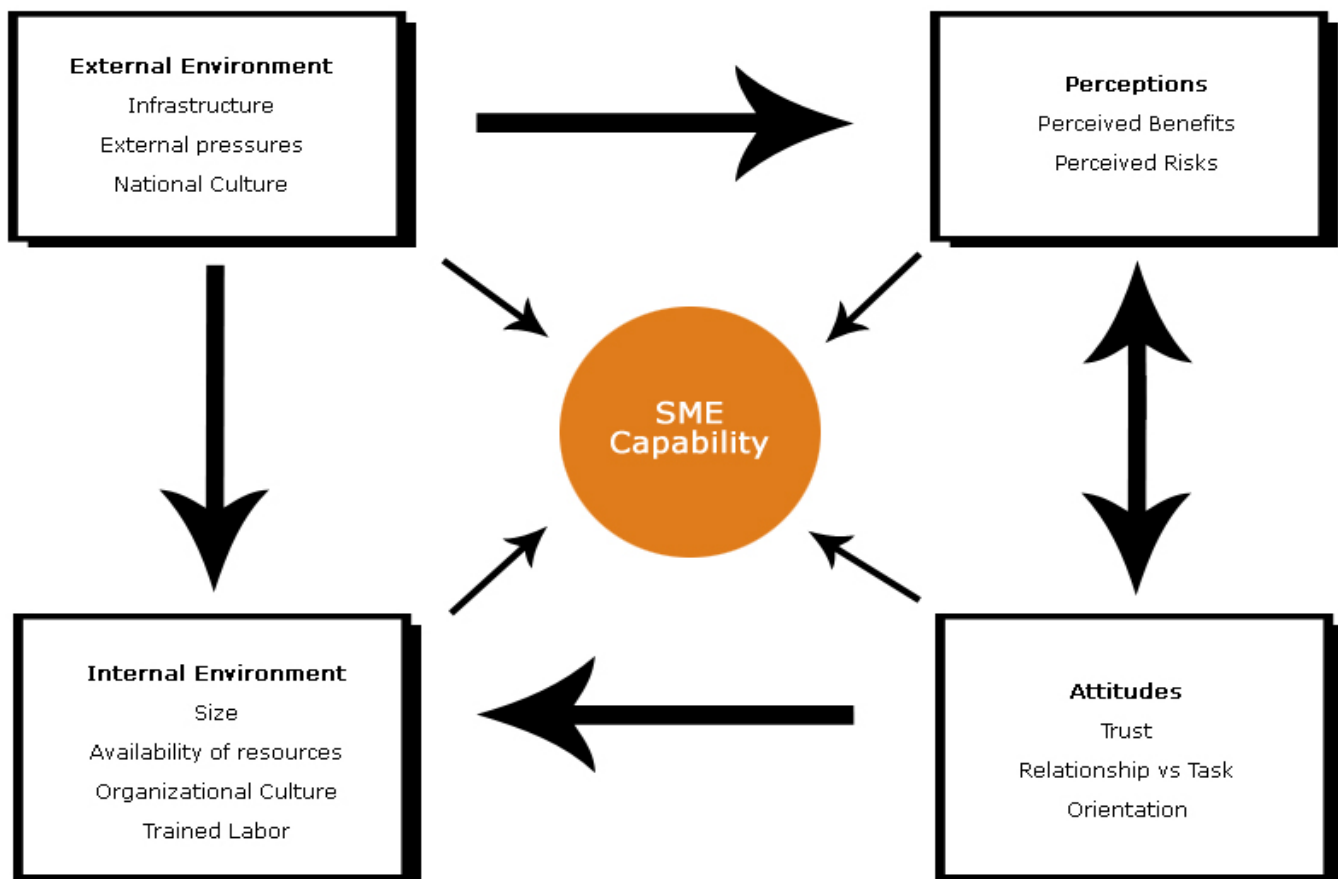 External Environment
Infrastructure
External pressures
National Culture
Perceptions
Perceived Benefits
Perceived Risks
SME
Capability
Internal Environment
Size
Availability of resources
Organizational Culture
Trained Labor
Attitudes
Trust
Relationship vs Task
Orientation